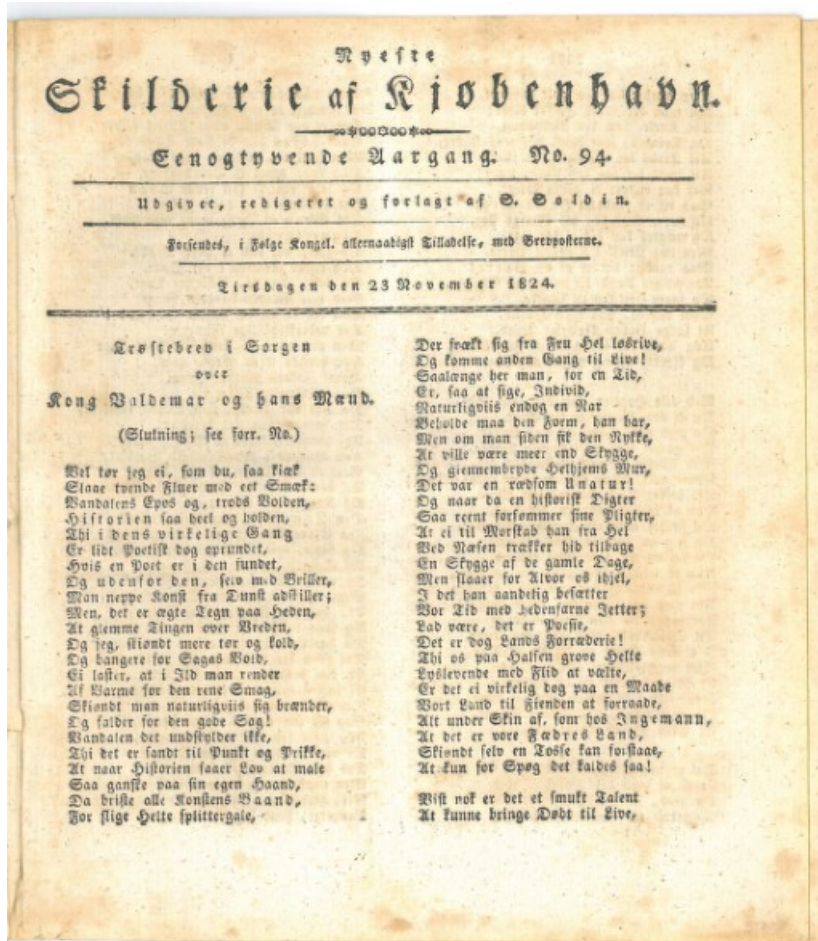 Nyeste
Skilderie af Kjøbenhavn.
Eenogtyvende Aargang. No. 94.
Udgivet, redigeret og forlagt af S. Soldin.
Forsendes, i Følge Kongel. allernaadigst Tilladelse, med Brevposterne.
Tirsdagen den 23 November 1824.
Trøstebrev i Sorgen
over
Kong Valdemar og hans Mænd.
(Slutning; see forr. No.)
Vel tør jeg ei, som du, saa kiæk
Slaae tvende Fluer med eet Smæk:
Vandalens Epos og, trods Volden,
Historien saa heel og holden,
Thi i dens virkelige Gang
Er lidt Poetisk dog oprundet,
Hvis en Poet er i den fundet,
Og udenfor den, selv med Briller,
Man neppe Konst fra Tunst adskiller;
Men, det er ægte Tegn paa Heden,
At glemme Tingen over Vreden,
Og jeg, skiøndt mere tør og kold,
Og bangere for Sagas Vold,
Ei laster, at i Ild man render
Af Varme for den rene Smag,
Skiøndt man naturligviis sig brænder,
Og falder for den gode Sag!
Vandalen det undskylder ikke,
Thi det er sandt til Punkt og Prikke,
At naar Historien faaer Lov at male
Saa ganske paa sin egen Haand,
Da briste alle Konstens Baand,
For slige Helte splittergale,
Der frækt sig fra Fru Hel løsrive,
Og komme anden Gang til Live!
Saalænge her man, for en Tid,
Er, saa at sige, Individ,
Naturligviis endog en Nar
Beholde maa den Form, han bar,
Men om man siden fik den Nykke,
At ville være meer end Skygge,
Og giennembryde Helhjems Mur,
Det var en rædsom Unatur!
Og naar da en historisk Digter
Saa reent forsømmer sine Pligter,
At ei til Morskab han fra Hel
Ved Næsen trækker hid tilbage
En Skygge af de gamle Dage,
Men slaaer for Alvor os ihjel,
I det han aandelig besætter
Vor Tid med hedenfarne Jetter;
Lad være, det er Poesie,
Det er dog Lands Forræderie!
Thi os paa Halsen grove Helte
Lyslevende med Flid at vælte,
Er det ei virkelig dog paa en Maade
Vort Land til Fienden at forraade,
Alt under Skin af, som hos Ingemann,
At det er vore Fædres Land,
Skiøndt selv en Tosse kan forstaae,
At kun for Spøg det kaldes saa!
Vist nok er det et smukt Talent
At kunne bringe Dødt til Live,